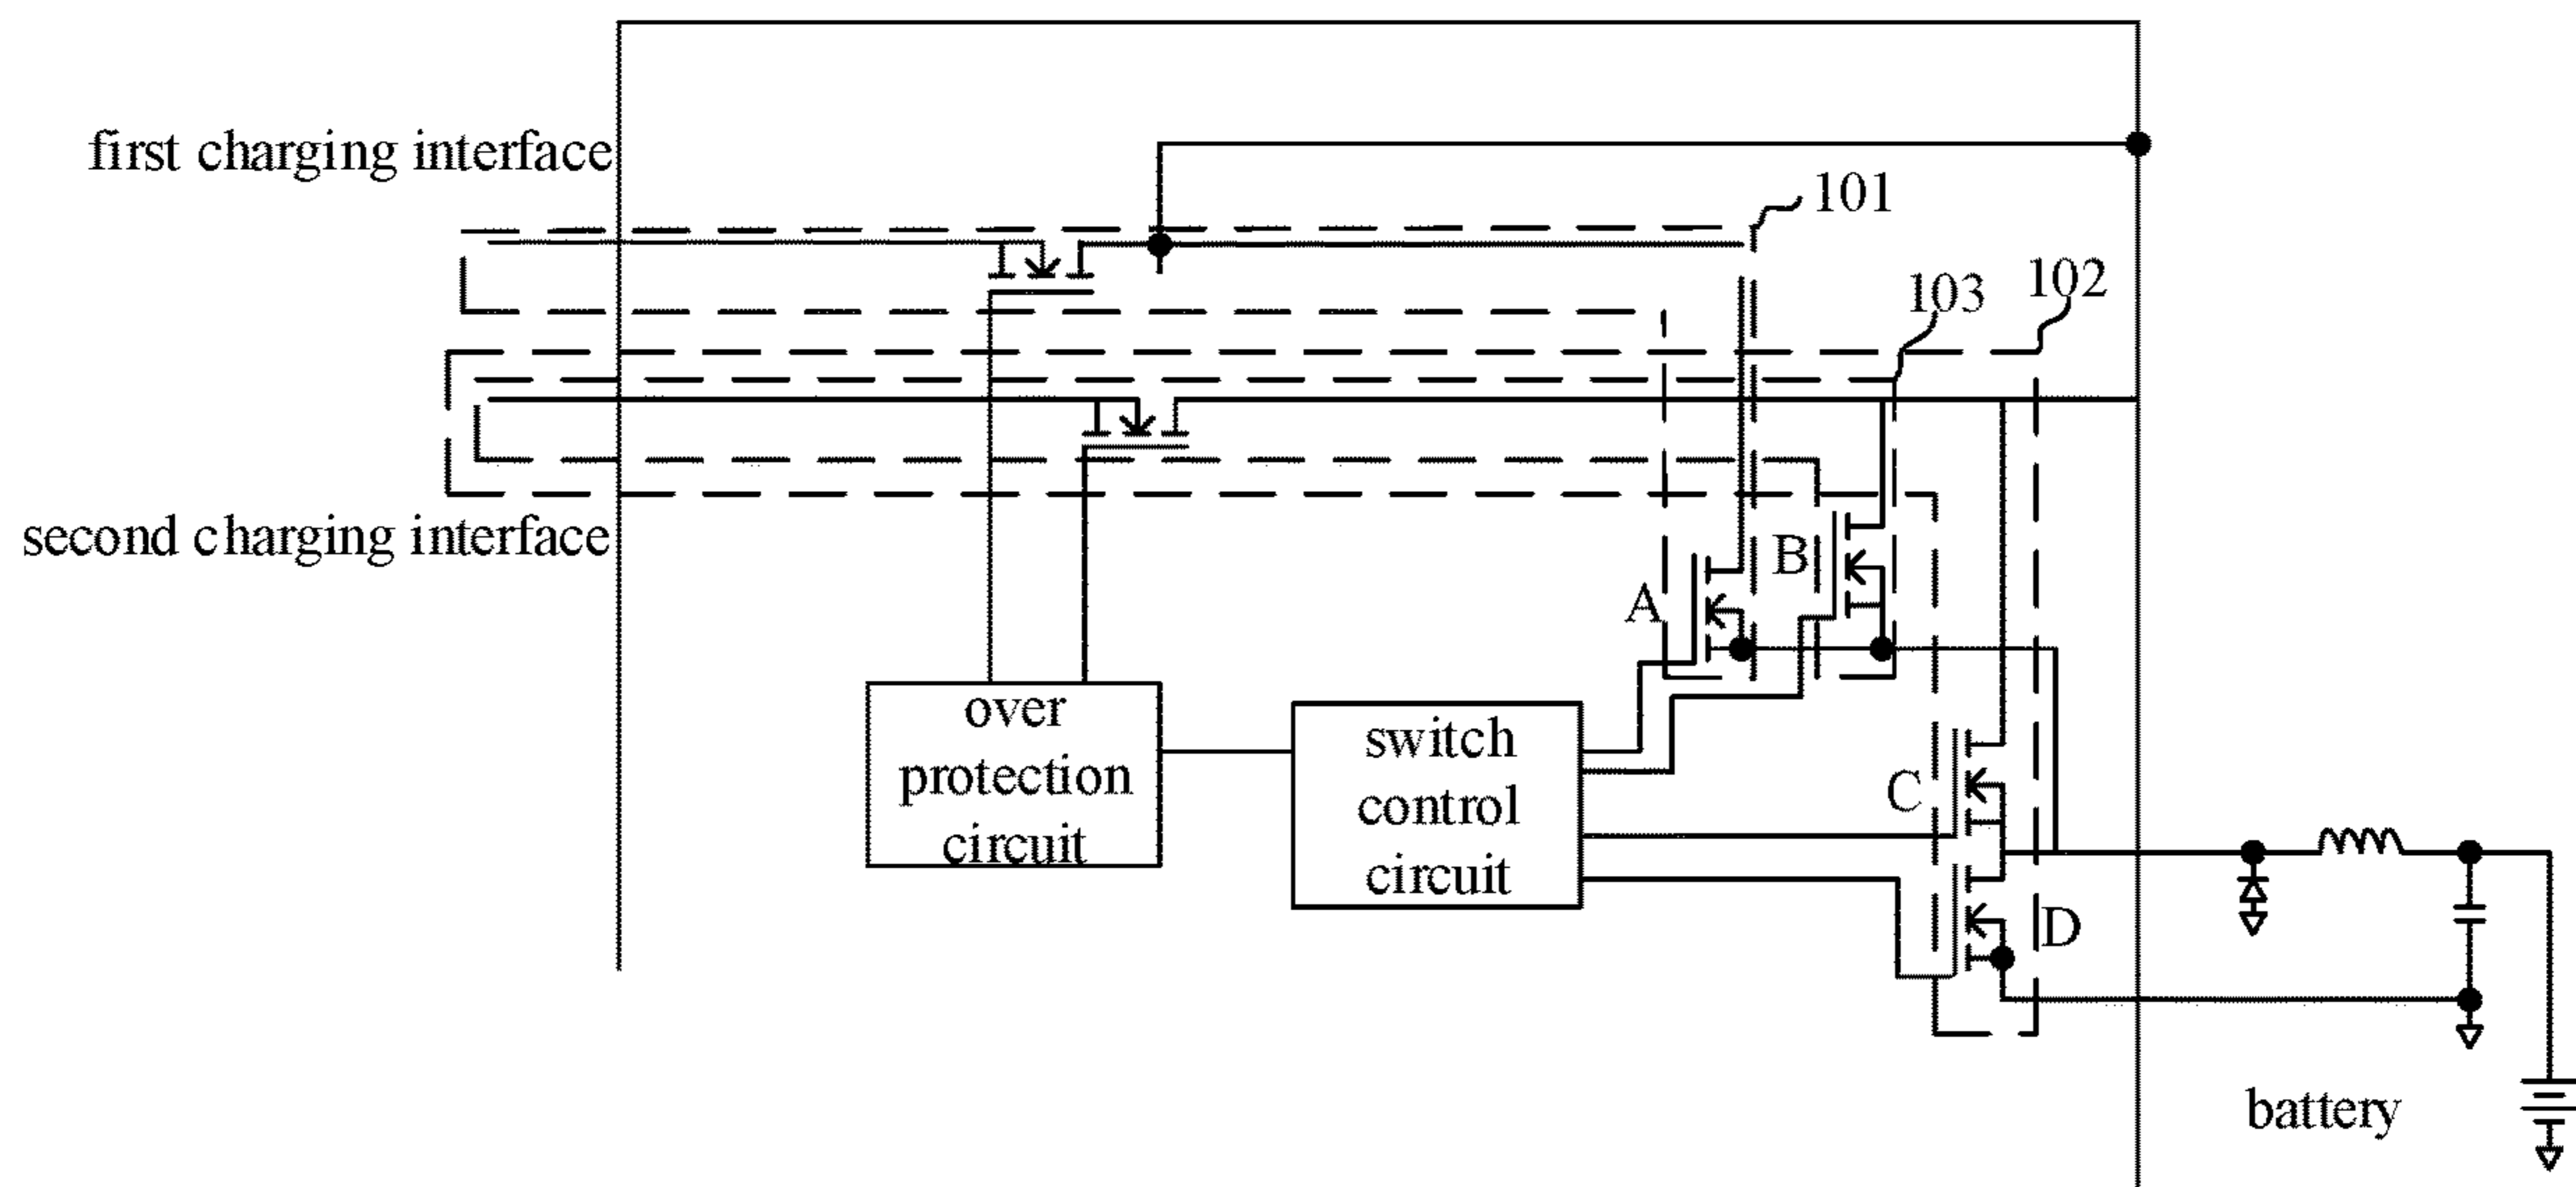 first charging interface
101
103
102
second charging interface
A
B
over
protection
circuit
switch
control
circuit
C
D
battery